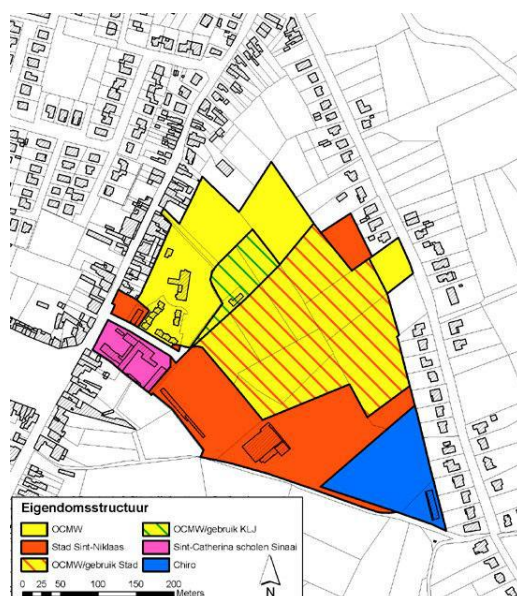 Eigendomsstructuur
OCMW
OCMW/gebruik KLJ
Stad Sint-Niklaas
Sint-Catherina scholen Sinaai
OCMW/gebruik Stad
Chiro
0 25 50 100 150 200
Meters
N